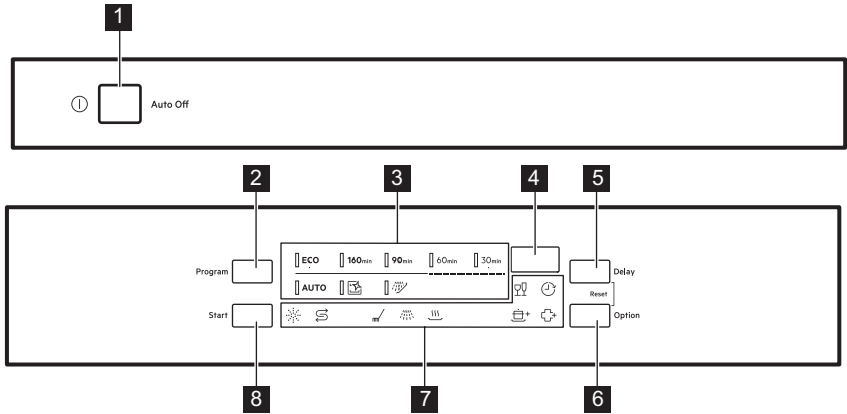 1
Auto Off
2 3 4 5
ECO 160min 90min 60min 30min
Program Delay
AUTO
Reset
Start Option
8 7 6